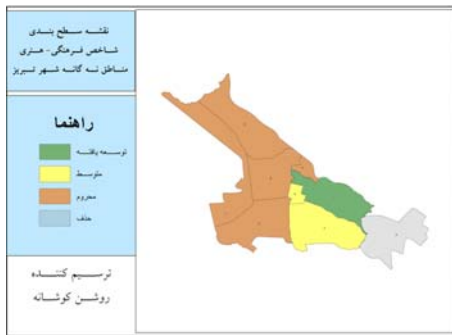 نقشه سطح بندی
شاخص فرهنگی- هنری
مناطق نه گانه شهر تبریز
راهنما
توسعه یافته
متوسط
محروم
حذف
ترسیم کننده
روشن کوشانه